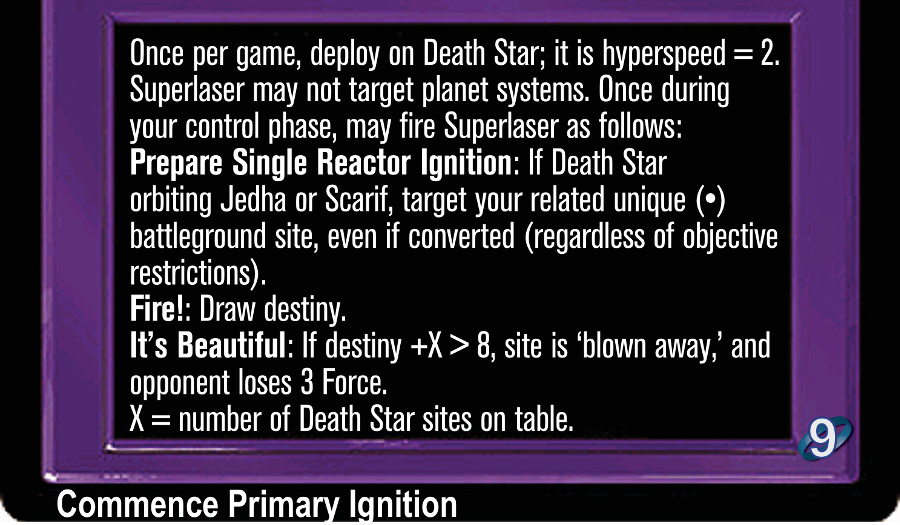 Once per game, deploy on Death Star; it is hyperspeed = 2.
Superlaser may not target planet systems. Once during
your control phase, may fire Superlaser as follows:
Prepare Single Reactor Ignition: If Death Star
orbiting Jedha or Scarif, target your related unique (•)
battleground site, even if converted (regardless of objective
restrictions).
Fire!: Draw destiny.
It's Beautiful: If destiny +X > 8, site is ‘blown away,’ and
opponent loses 3 Force.
X = number of Death Star sites on table.
9
Commence Primary Ignition